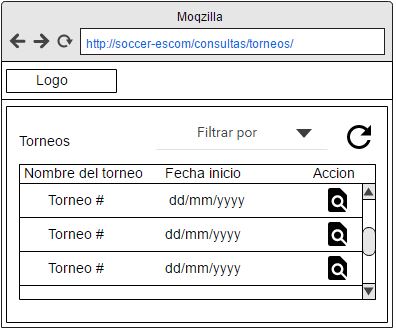 Moqzilla
http://soccer-escom/consultas/torneos/
Logo
Torneos
Filtrar por
Nombre del torneo Fecha inicio Accion
Torneo # dd/mm/yyyy
Torneo # dd/mm/yyyy
Torneo # dd/mm/yyyy